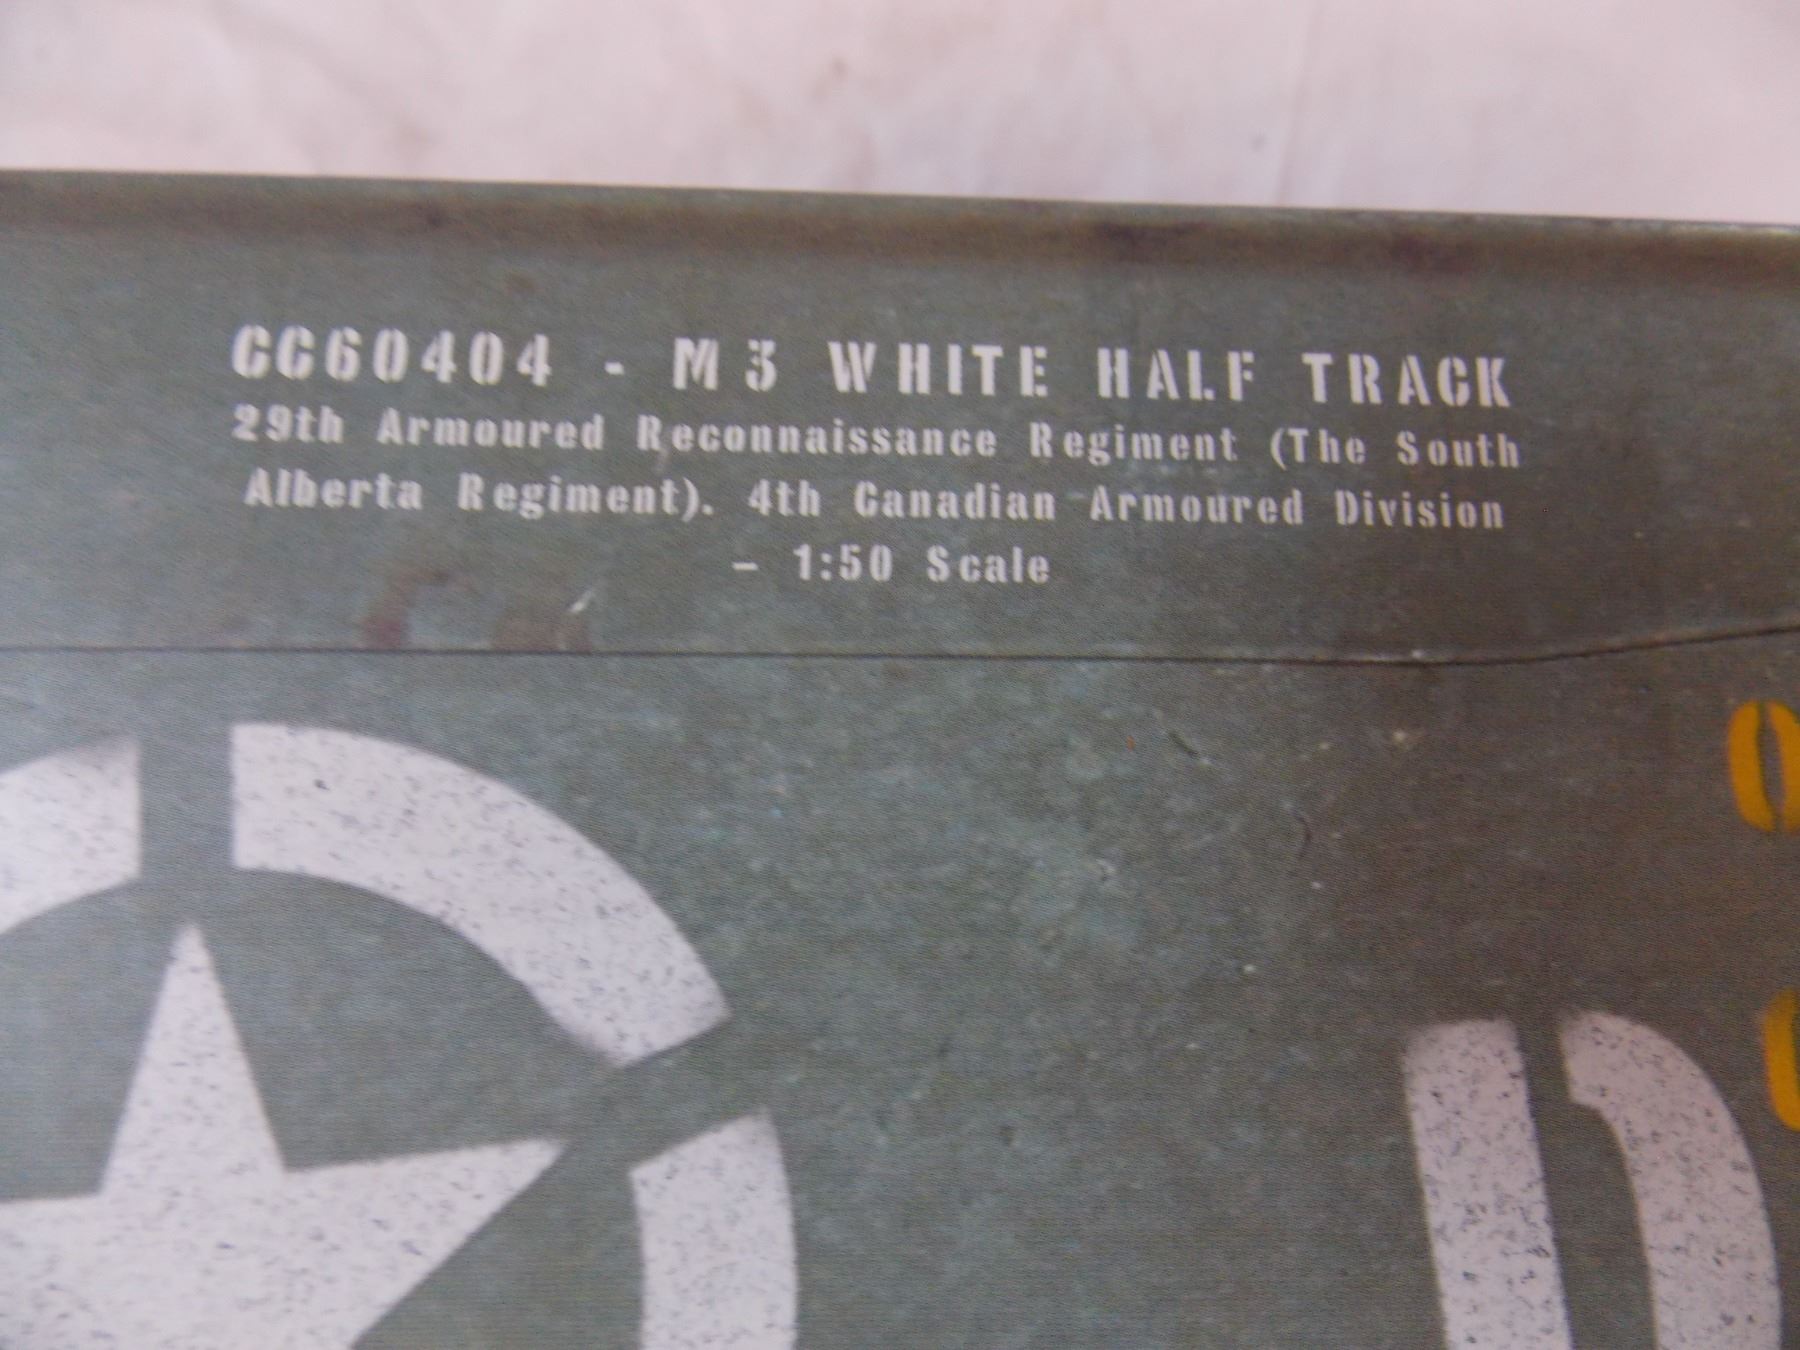 CC60404 - M3 WHITE HALF TRACK
29th Armoured Reconnaissance Regiment (The South
Alberta Regiment). 4th Canadian Armoured Division
– 1:50 Scale